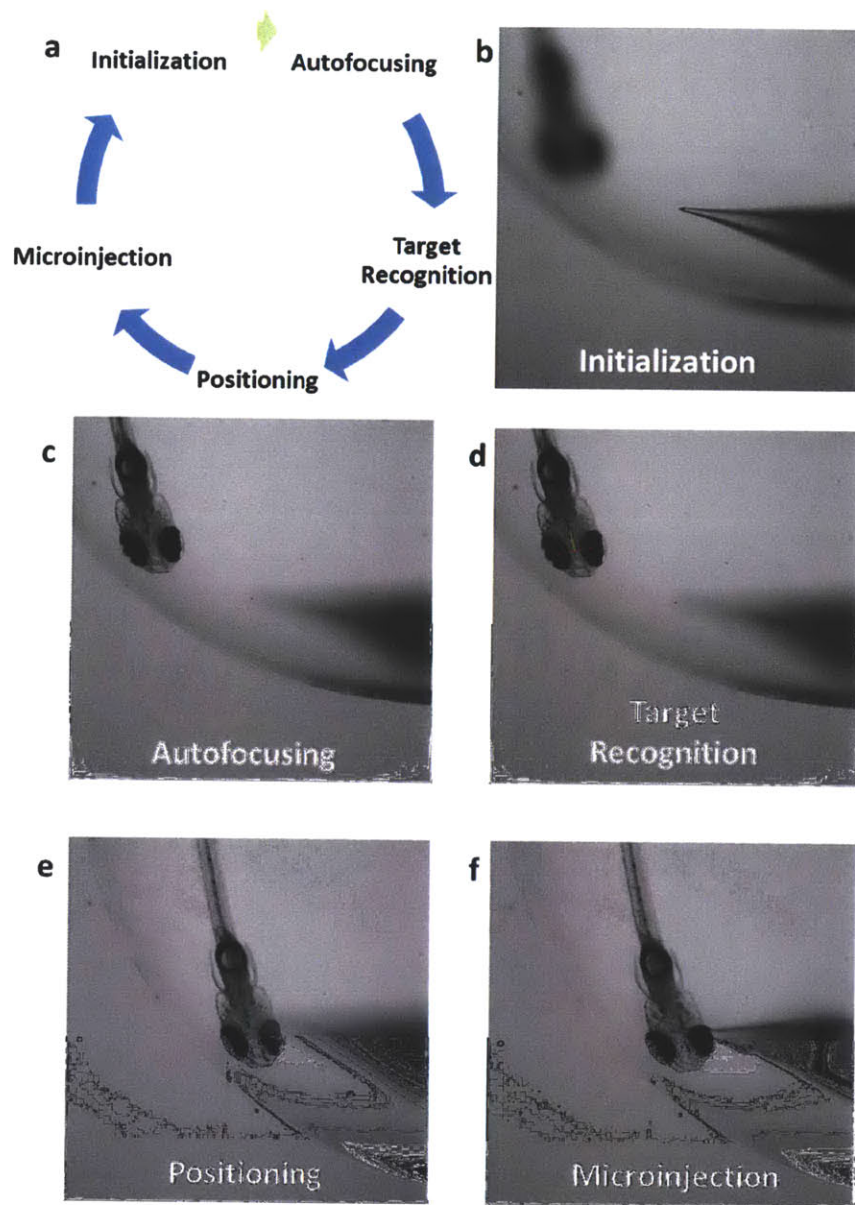 a
Initialization
Autofocusing
b
Microinjection
Target
Recognition
Positioning
Initialization
c
d
Autofocusing
Target
Recognition
e
f
Positioning
Microinjection